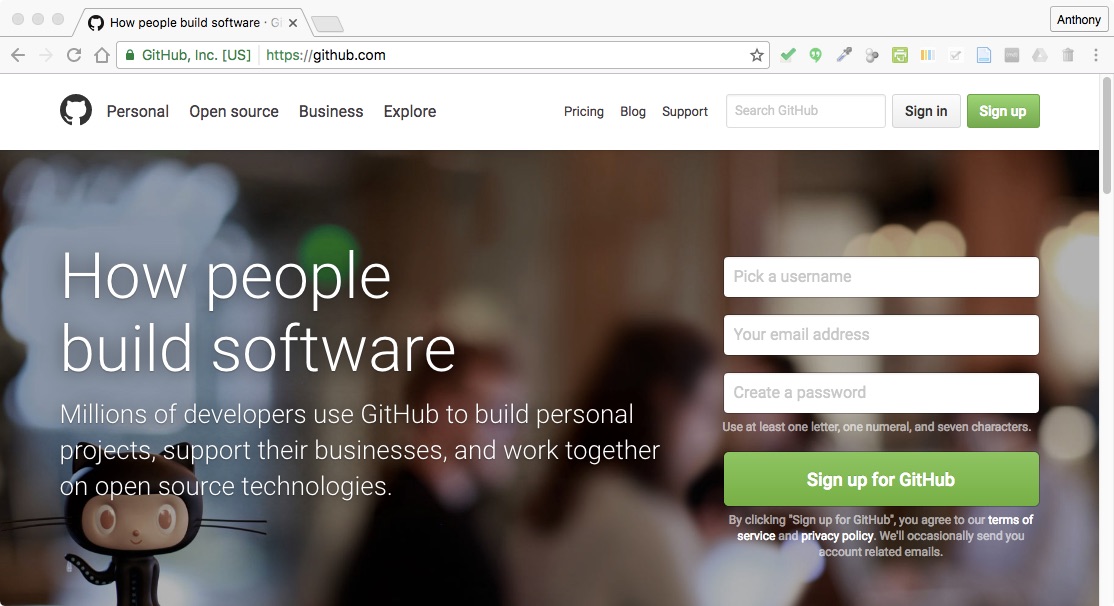 How people build software · Gi
Anthony
GitHub, Inc. [US] https://github.com
Personal Open source Business Explore Pricing Blog Support Search GitHub Sign in Sign up
How people
build software
Millions of developers use GitHub to build personal
projects, support their businesses, and work together
on open source technologies.
Pick a username
Your email address
Create a password
Use at least one letter, one numeral, and seven characters.
Sign up for GitHub
By clicking "Sign up for GitHub", you agree to our terms of
service and privacy policy. We'll occasionally send you
account related emails.